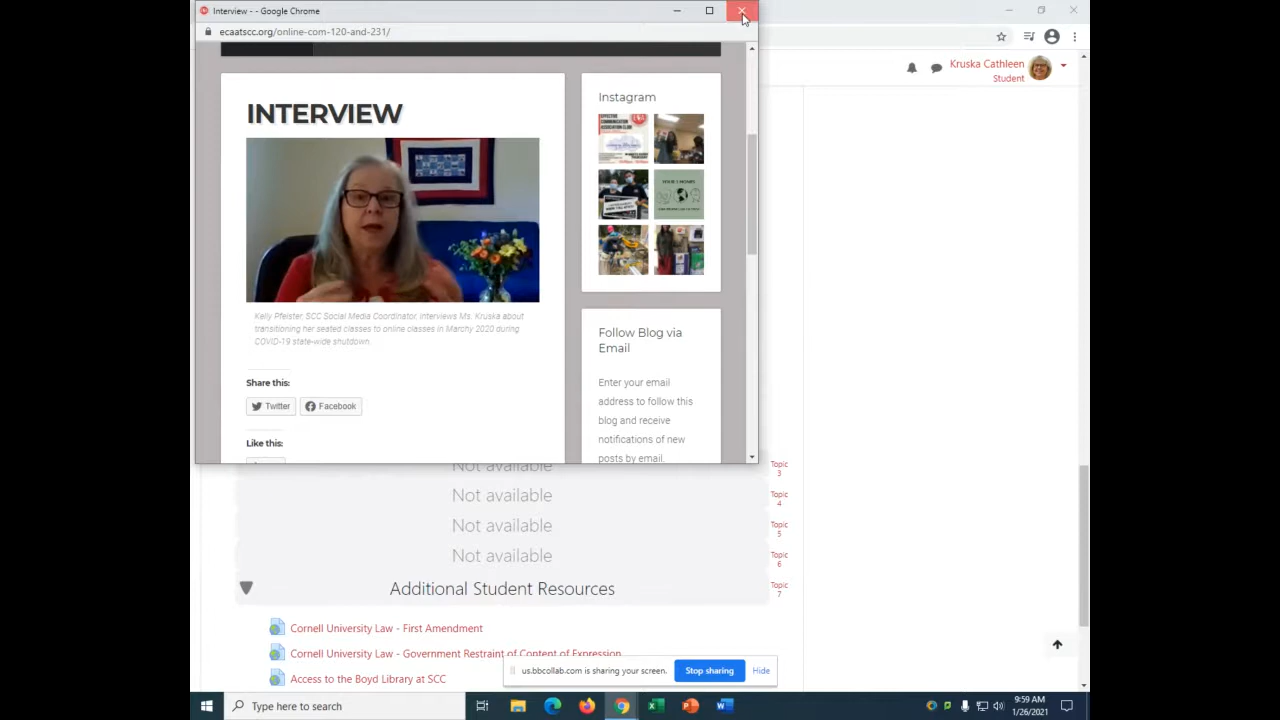 Interview - - Google Chrome
ecaatscc.org/online-com-120-and-231/
Kruska Cathleen
Student
INTERVIEW
Kelly Pfeister, SCC Social Media Coordinator, interviews Ms. Kruska about
transitioning her seated classes to online classes in Marchy 2020 during
COVID-19 state-wide shutdown.
Share this:
Twitter
Facebook
Like this:
Instagram
Follow Blog via
Email
Enter your email
address to follow this
blog and receive
notifications of new
posts by email.
Not available
Topic
3
Not available
Topic
4
Not available
Topic
5
Not available
Topic
6
Additional Student Resources
Topic
7
Cornell University Law - First Amendment
Cornell University Law - Government Restraint of Content of Expression
Access to the Boyd Library at SCC
us.bbcollab.com is sharing your screen.
Stop sharing
Hide
Type here to search
9:59 AM
1/26/2021